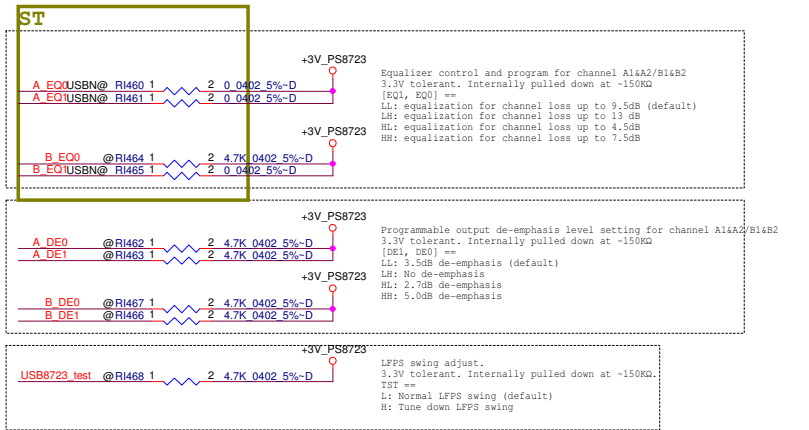 ST
+3V_PS8723
A_EQ0 USBN@ RI460 1 2 0_0402_5%~D
A_EQ1 USBN@ RI461 1 2 0_0402_5%~D
+3V_PS8723
B_EQ0 @ RI464 1 2 4.7K_0402_5%~D
B_EQ1 USBN@ RI465 1 2 0_0402_5%~D
Equalizer control and program for channel A1&A2/B1&B2
3.3V tolerant. Internally pulled down at ~150KΩ
[EQ1, EQ0] ==
LL: equalization for channel loss up to 9.5dB (default)
LH: equalization for channel loss up to 13 dB
HL: equalization for channel loss up to 4.5dB
HH: equalization for channel loss up to 7.5dB
+3V_PS8723
A_DE0 @ RI462 1 2 4.7K_0402_5%~D
A_DE1 @ RI463 1 2 4.7K_0402_5%~D
+3V_PS8723
B_DE0 @ RI467 1 2 4.7K_0402_5%~D
B_DE1 @ RI466 1 2 4.7K_0402_5%~D
Programmable output de-emphasis level setting for channel A1&A2/B1&B2
3.3V tolerant. Internally pulled down at ~150KΩ
[DE1, DE0] ==
LL: 3.5dB de-emphasis (default)
LH: No de-emphasis
HL: 2.7dB de-emphasis
HH: 5.0dB de-emphasis
+3V_PS8723
USB8723_test @ RI468 1 2 4.7K_0402_5%~D
LFPS swing adjust.
3.3V tolerant. Internally pulled down at ~150KΩ.
TST ==
L: Normal LFPS swing (default)
H: Tune down LFPS swing